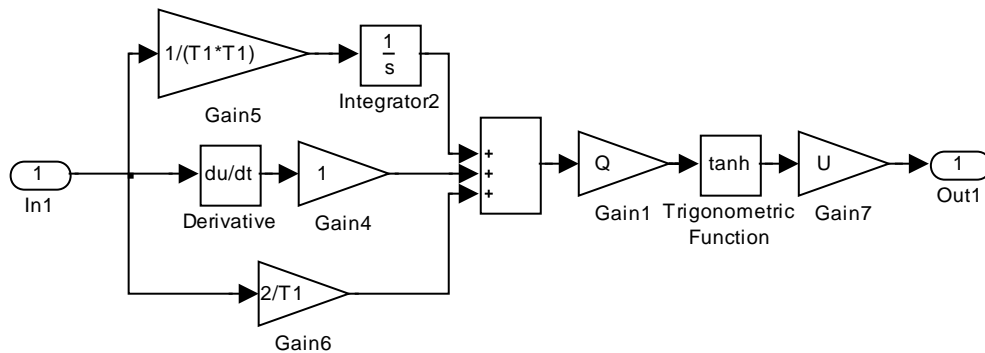 1/(T1*T1)
Gain5
1
s
Integrator2
1
In1
du/dt
Derivative
1
Gain4
2/T1
Gain6
+
+
+
Q
Gain1
tanh
Trigonometric
Function
U
Gain7
1
Out1